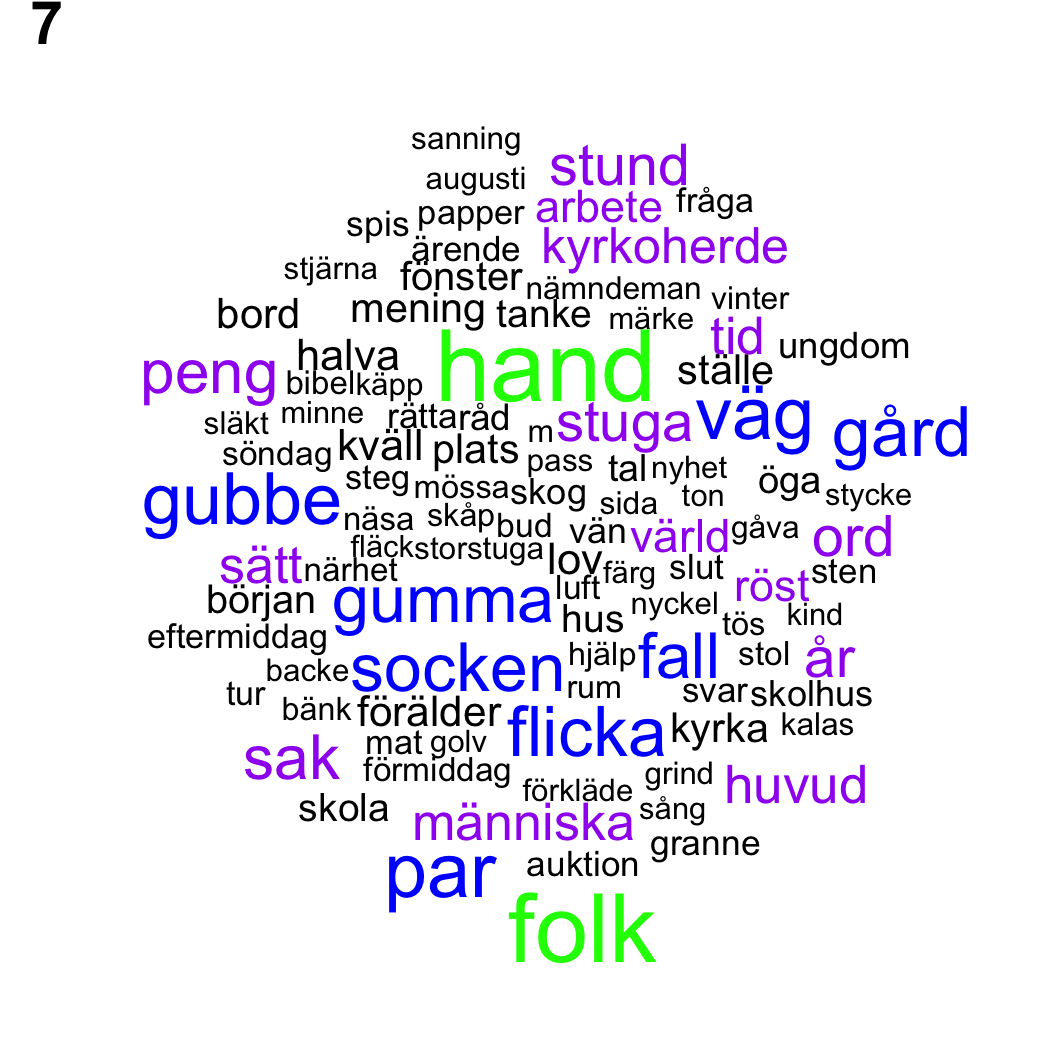 7
sanning
stund
augusti
arbete fråga
spis papper
ärende kyrkoherde
stjärna fönster
nämndeman vinter
bord mening tanke märke
tid ungdom
peng halva hand ställe
bibel käpp
släkt minne rätta råd m stuga väg gård
söndag kväll plats pass tal nyhet
gubbe steg mössa skog sida ton öga stycke
näsa skåp bud vän värld gåva ord
fläck storstuga
sätt närhet lov färg slut röst sten
början gumma luft nyckel kind
hus tös
eftermiddag
backe socken hjälp fall stol år
tur rum svar skolhus
bänk förälder flicka kyrka kalas
sak mat golv
förmiddag grind huvud
förkläde
skola människa sång
granne
par auktion
folk